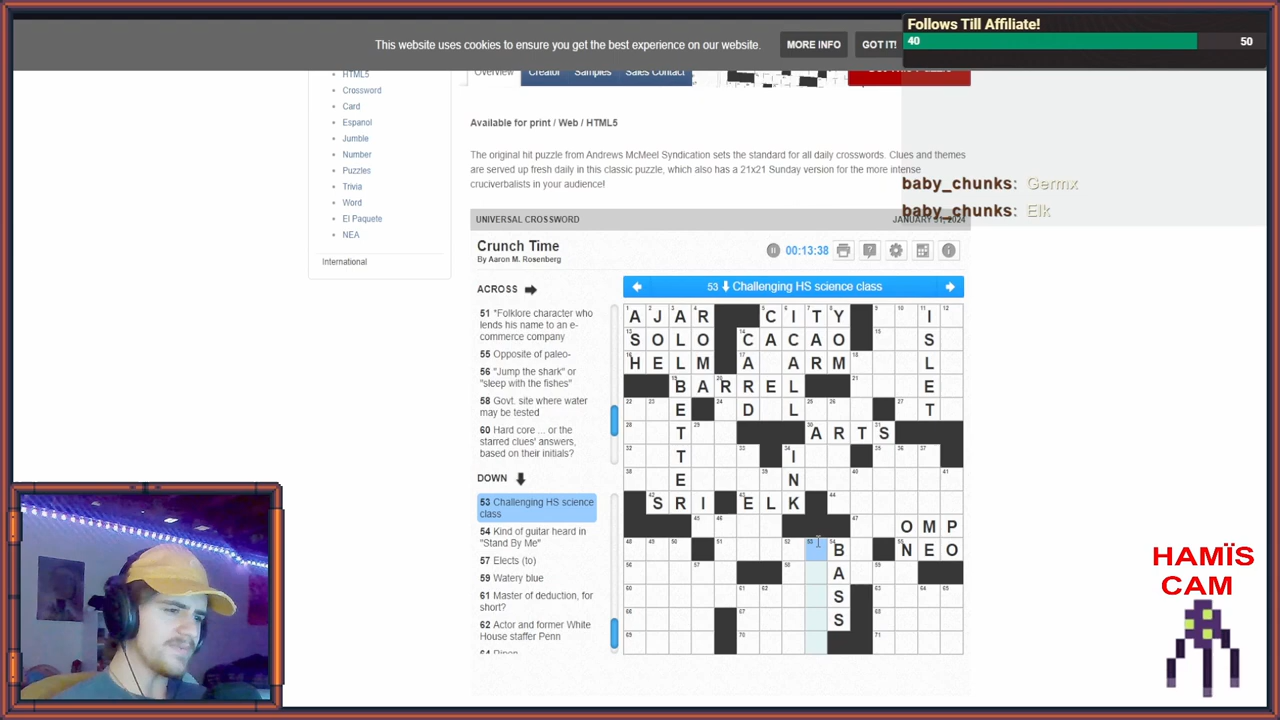 Follows Till Affiliate!
40 50
This website uses cookies to ensure you get the best experience on our website. MORE INFO GOT IT!
HTML5
Crossword
Card
Espanol
Jumble
Number
Puzzles
Trivia
Word
El Paquete
NEA
International
Overview Creator Samples Sales Contact
Available for print / Web / HTML5
The original hit puzzle from Andrews McMeel Syndication sets the standard for all daily crosswords. Clues and themes
are served up fresh daily in this classic puzzle, which also has a 21x21 Sunday version for the more intense
cruciverbalists in your audience!
baby_chunks: Germx
baby_chunks: Elk
UNIVERSAL CROSSWORD JANUARY 31, 2024
Crunch Time
By Aaron M. Rosenberg
00:13:38
ACROSS
51 *Folklore character who
lends his name to an e-
commerce company
55 Opposite of paleo-
56 "Jump the shark" or
"sleep with the fishes"
58 Govt. site where water
may be tested
60 Hard core ... or the
starred clues' answers,
based on their initials?
DOWN
53 Challenging HS science
class
54 Kind of guitar heard in
"Stand By Me"
57 Elects (to)
59 Watery blue
61 Master of deduction, for
short?
62 Actor and former White
House staffer Penn
64 Ripen
53 Challenging HS science class
A J A R C I T Y I
S O L O C A C A O S
H E L M A A R M L
B A R R E L E
E D L T
T A R T S
T I
E N
S R I E L K
O M P
B N E O
A
S
S
HAMÏS
CAM